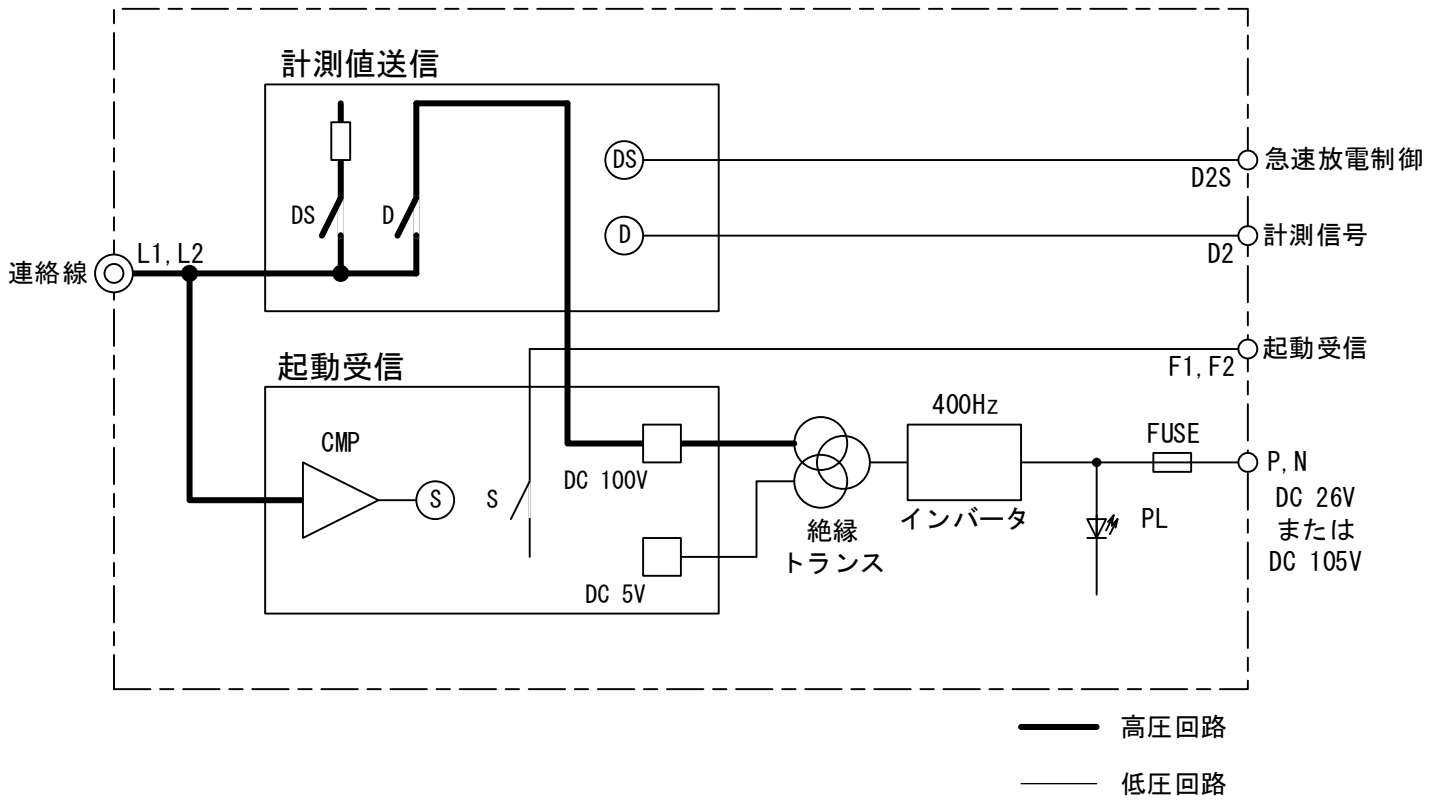 計測値送信
DS
急速放電制御
D2S
DS
D
D
計測信号
D2
L1, L2
連絡線
起動受信
F1, F2
起動受信
400Hz
CMP
FUSE
S
S
DC 100V
P, N
DC 26V
または
DC 105V
インバータ
PL
絶縁
トランス
DC 5V
高圧回路
低圧回路